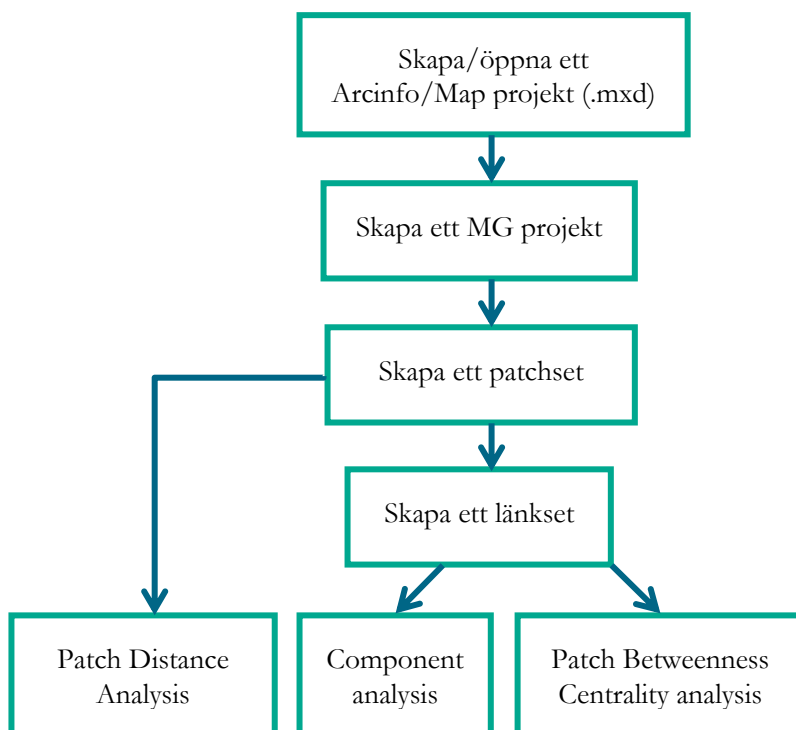 Skapa/öppna ett
Arcinfo/Map projekt (.mxd)
Skapa ett MG projekt
Skapa ett patchset
Skapa ett länkset
Patch Distance
Analysis
Component
analysis
Patch Betweenness
Centrality analysis